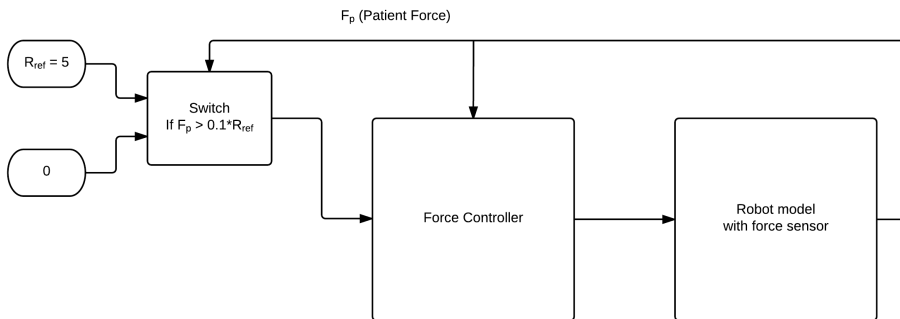 Fp (Patient Force)
Rref = 5
Switch
If Fp > 0.1*Rref
0
Force Controller
Robot model
with force sensor